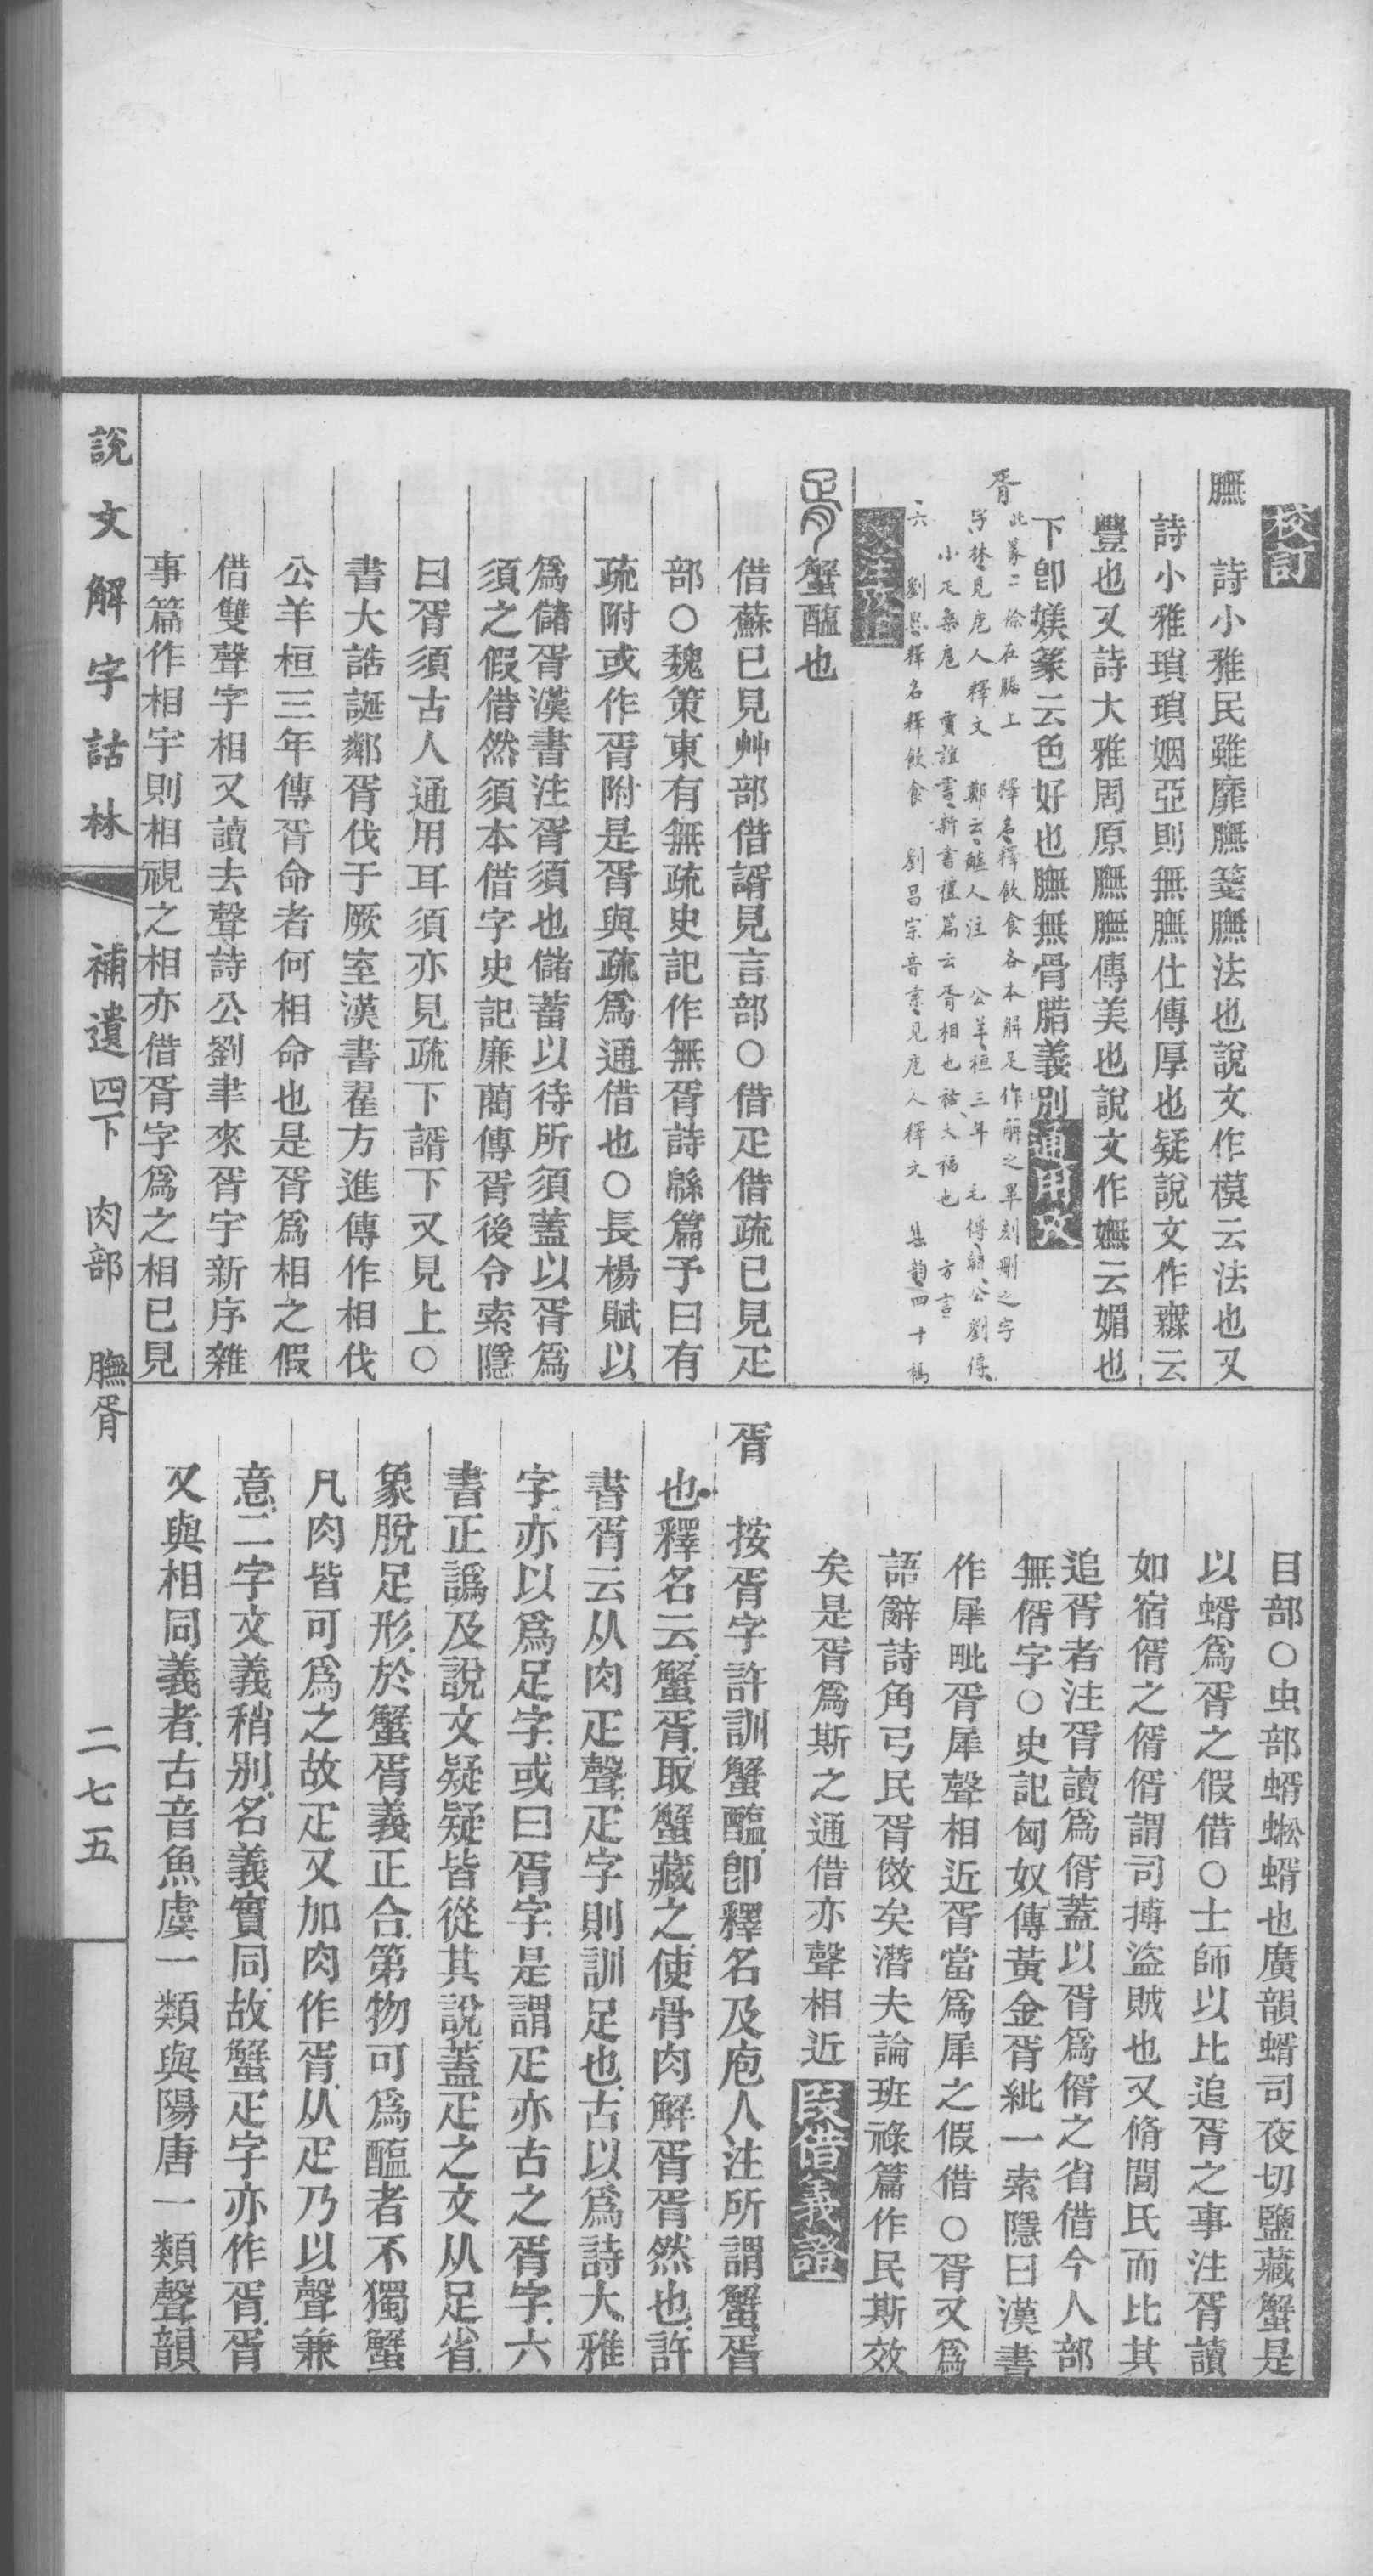 校訂
膴　詩小雅民雖靡膴箋膴法也說文作模云法也又
詩小雅瑣瑣姻亞則無膴仕傳厚也疑說文作橆云
豐也又詩大雅周原膴膴傳美也說文作嫵云媚也
下卽媄篆云色好也膴無骨腊義別通用攷
胥　此篆二徐在腒上　釋名釋飲食各本解足作解之畢刻刪之字
字林見庖人釋文　鄭云醢人注　公羊桓三年　毛傳公劉傳
小疋桑扈　賈誼書新書禮篇云胥相也祜大福也　方言
六　劉熙釋名釋飲食　劉昌宗音素見庖人釋文　集韵四十禡
段注攷
蟹醢也
借蘇已見艸部借諝見言部○借疋借疏已見疋
部○魏策東有無疏史記作無胥詩緜篇予曰有
疏附或作胥附是胥與疏爲通借也○長楊賦以
爲儲胥漢書注胥須也儲蓄以待所須蓋以胥爲
須之假借然須本借字史記廉藺傳胥後令索隱
曰胥須古人通用耳須亦見疏下諝下又見上○
書大誥誕鄰胥伐于厥室漢書翟方進傳作相伐
公羊桓三年傳胥命者何相命也是胥爲相之假
借雙聲字相又讀去聲詩公劉聿來胥宇新序雜
事篇作相宇則相視之相亦借胥字爲之相已見
目部○虫部蝑蚣蝑也廣韻蝑司夜切鹽藏蟹是
以蝑爲胥之假借○士師以比追胥之事注胥讀
如宿偦之偦偦謂司搏盜賊也又脩閭氏而比其
追胥者注胥讀爲偦蓋以胥爲偦之省借今人部
無偦字○史記匈奴傳黃金胥紕一索隱曰漢書
作犀毗胥犀聲相近胥當爲犀之假借○胥又爲
語辭詩角弓民胥傚矣潛夫論班祿篇作民斯效
矣是胥爲斯之通借亦聲相近叚借義證
胥　按胥字許訓蟹醢卽釋名及庖人注所謂蟹胥
也釋名云蟹胥取蟹藏之使骨肉解胥胥然也許
書胥云从肉疋聲疋字則訓足也古以爲詩大雅
字亦以爲足字或曰胥字是謂疋亦古之胥字六
書正譌及說文疑疑皆從其說蓋疋之文从足省
象脫足形於蟹胥義正合第物可爲醢者不獨蟹
凡肉皆可爲之故疋又加肉作胥从疋乃以聲兼
意二字文義稍别名義實同故蟹疋字亦作胥胥
又與相同義者古音魚虞一類與陽唐一類聲韻
說文解字詁林　補遺　四下　肉部　膴胥　二七五